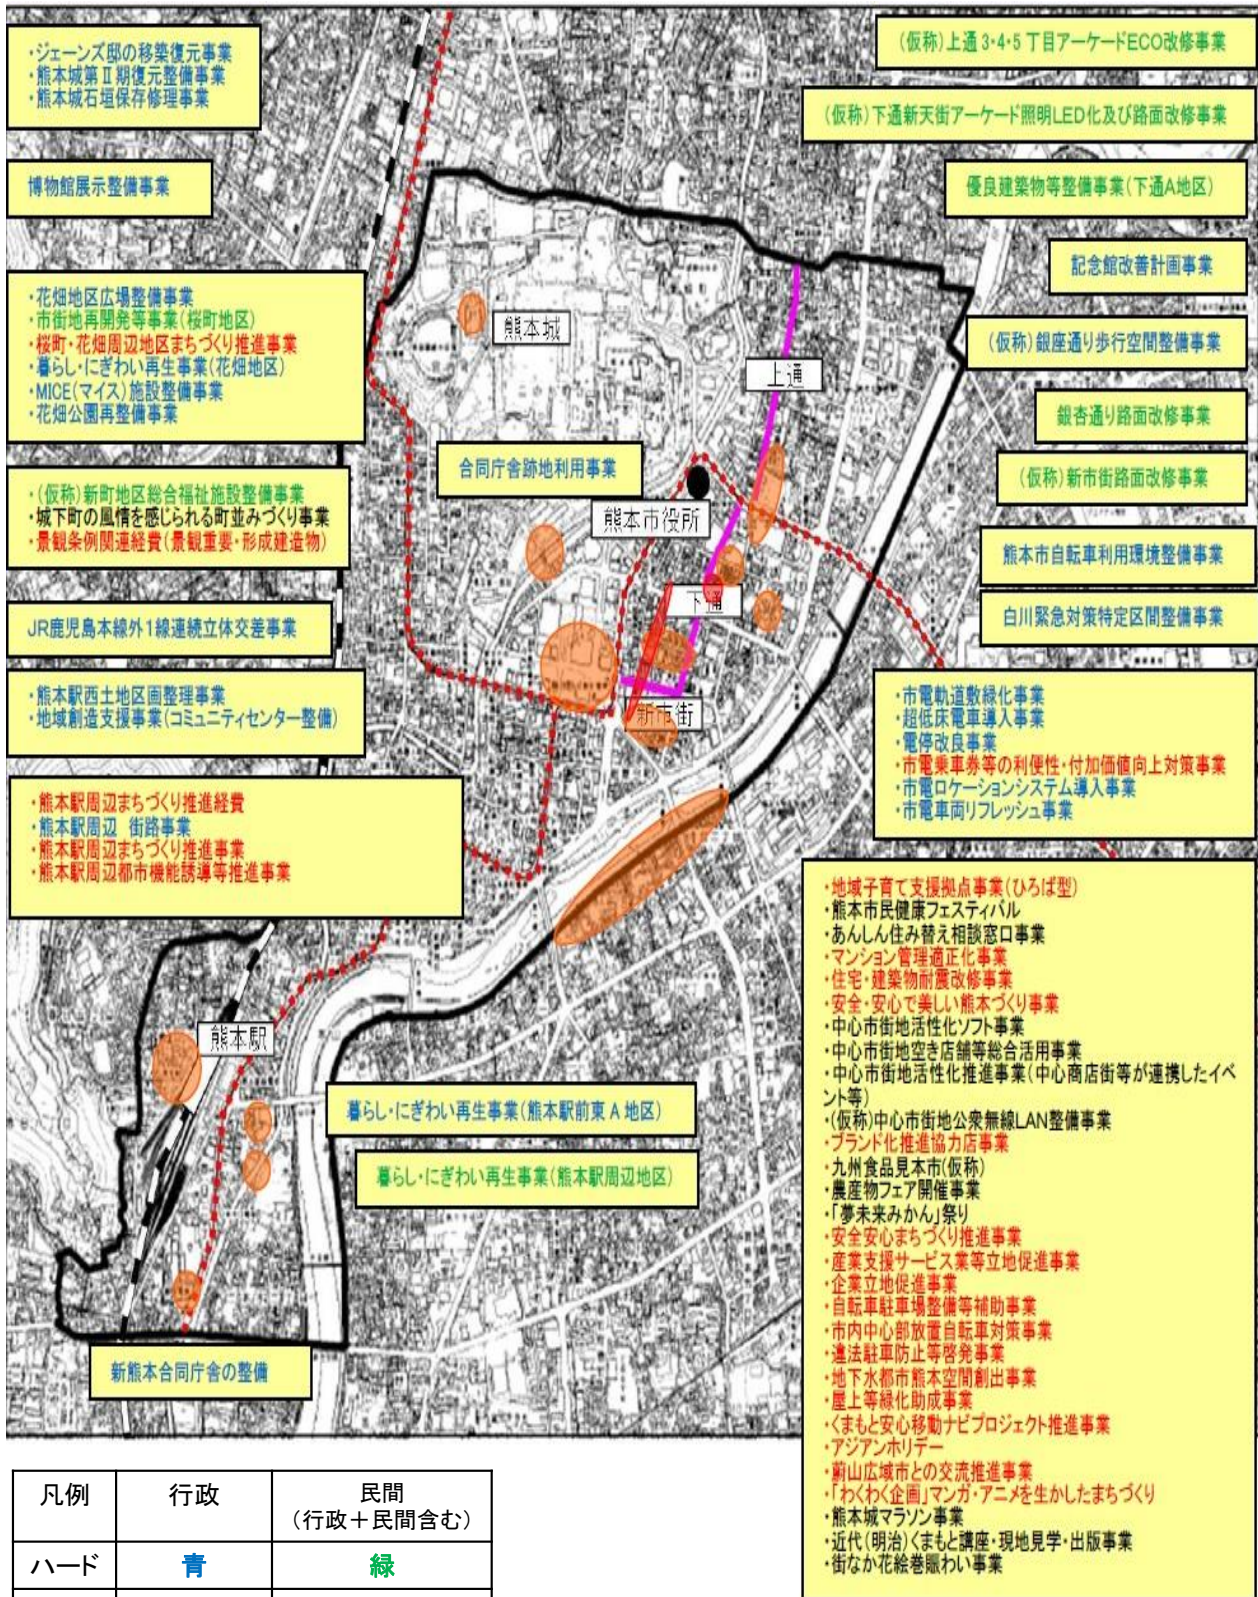 ・ジェーンズ邸の移築復元事業
・熊本城第Ⅱ期復元整備事業
・熊本城石垣保存修理事業
博物館展示整備事業
・花畑地区広場整備事業
・市街地再開発等事業(桜町地区)
・桜町・花畑周辺地区まちづくり推進事業
・暮らし・にぎわい再生事業(花畑地区)
・MICE(マイス)施設整備事業
・花畑公園再整備事業
・(仮称)新町地区総合福祉施設整備事業
・城下町の風情を感じられる町並みづくり事業
・景観条例関連経費(景観重要・形成建造物)
JR鹿児島本線外1線連続立体交差事業
・熊本駅西土地区画整理事業
・地域創造支援事業(コミュニティセンター整備)
・熊本駅周辺まちづくり推進経費
・熊本駅周辺 街路事業
・熊本駅周辺まちづくり推進事業
・熊本駅周辺都市機能誘導等推進事業
(仮称)上通3・4・5丁目アーケードECO改修事業
(仮称)下通新天街アーケード照明LED化及び路面改修事業
優良建築物等整備事業(下通A地区)
記念館改善計画事業
(仮称)銀座通り歩行空間整備事業
銀杏通り路面改修事業
(仮称)新市街路面改修事業
熊本市自転車利用環境整備事業
白川緊急対策特定区間整備事業
・市電軌道敷緑化事業
・超低床電車導入事業
・電停改良事業
・市電乗車券等の利便性・付加価値向上対策事業
・市電ロケーションシステム導入事業
・市電車両リフレッシュ事業
熊本城
上通
合同庁舎跡地利用事業
熊本市役所
下通
新市街
熊本駅
暮らし・にぎわい再生事業(熊本駅前東A地区)
暮らし・にぎわい再生事業(熊本駅周辺地区)
新熊本合同庁舎の整備
・地域子育て支援拠点事業(ひろば型)
・熊本市民健康フェスティバル
・あんしん住み替え相談窓口事業
・マンション管理適正化事業
・住宅・建築物耐震改修事業
・安全・安心で美しい熊本づくり事業
・中心市街地活性化ソフト事業
・中心市街地空き店舗等総合活用事業
・中心市街地活性化推進事業(中心商店街等が連携したイベ
ント等)
・(仮称)中心市街地公衆無線LAN整備事業
・ブランド化推進協力店事業
・九州食品見本市(仮称)
・農産物フェア開催事業
・「夢未来みかん」祭り
・安全安心まちづくり推進事業
・産業支援サービス業等立地促進事業
・企業立地促進事業
・自転車駐車場整備等補助事業
・市内中心部放置自転車対策事業
・違法駐車防止等啓発事業
・地下水都市熊本空間創出事業
・屋上等緑化助成事業
・くまもと安心移動ナビプロジェクト推進事業
・アジアンホリデー
・蔚山広域市との交流推進事業
・「わくわく企画」マンガ・アニメを生かしたまちづくり
・熊本城マラソン事業
・近代(明治)くまもと講座・現地見学・出版事業
・街なか花絵巻賑わい事業
凡例 行政 民間
(行政+民間含む)
ハード 青 緑